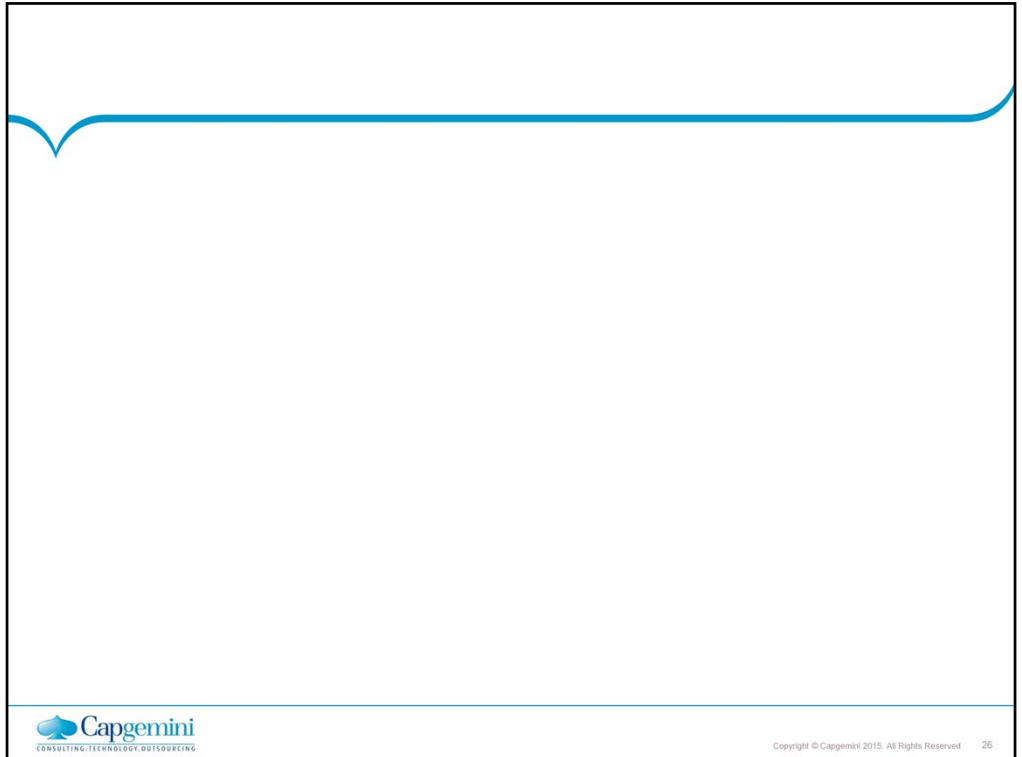 Capgemini
CONSULTING.TECHNOLOGY.OUTSOURCING
Copyright © Capgemini 2015. All Rights Reserved 26